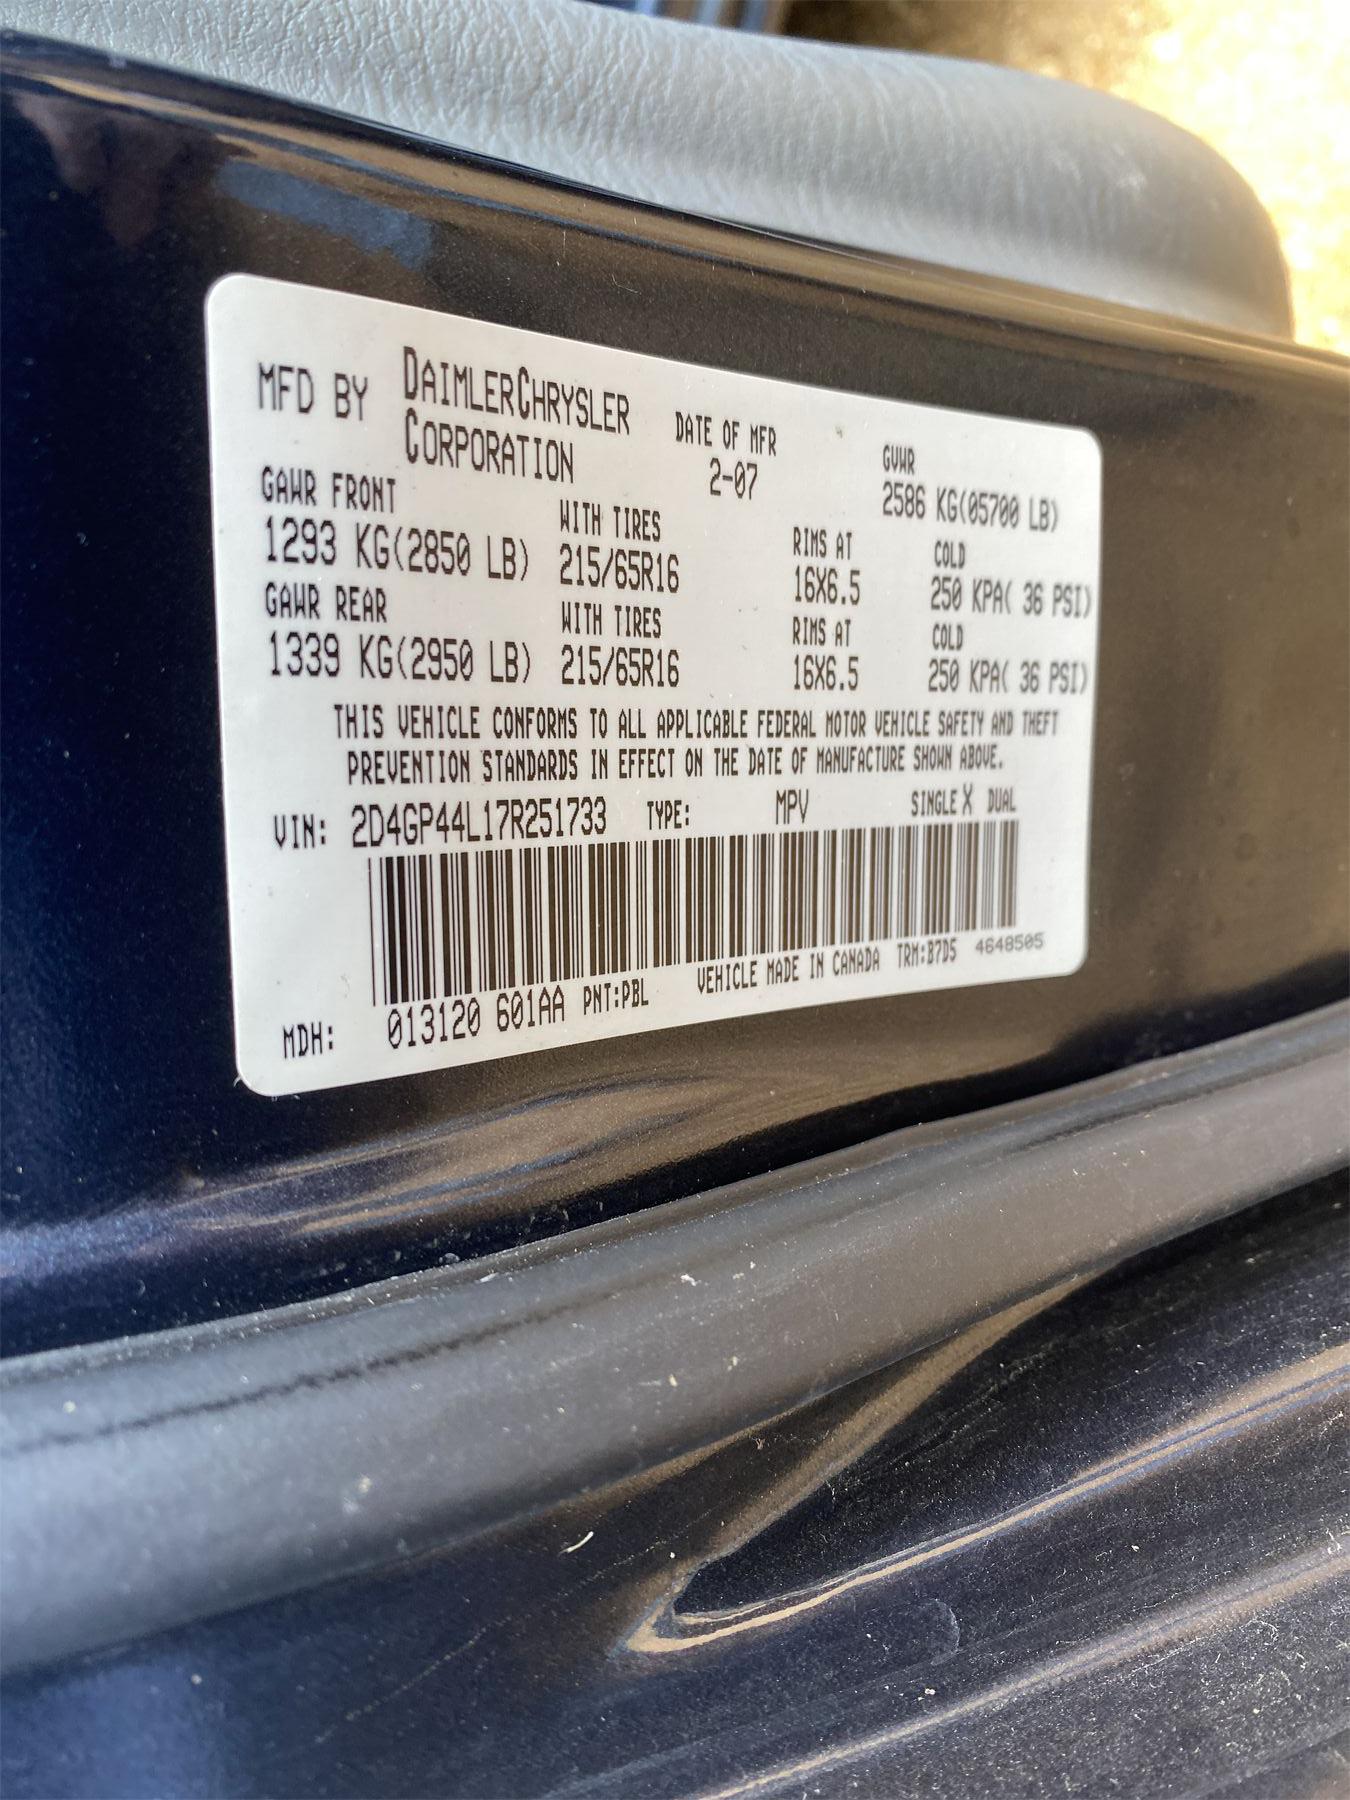 MFD BY DAIMLERCHRYSLER CORPORATION DATE OF MFR 2-07 GVWR 2586 KG(05700 LB)
GAWR FRONT WITH TIRES RIMS AT COLD
1293 KG(2850 LB) 215/65R16 16X6.5 250 KPA( 36 PSI)
GAWR REAR WITH TIRES RIMS AT COLD
1339 KG(2950 LB) 215/65R16 16X6.5 250 KPA( 36 PSI)
THIS VEHICLE CONFORMS TO ALL APPLICABLE FEDERAL MOTOR VEHICLE SAFETY AND THEFT
PREVENTION STANDARDS IN EFFECT ON THE DATE OF MANUFACTURE SHOWN ABOVE.
VIN: 2D4GP44L17R251733 TYPE: MPV SINGLE X DUAL
MDH: 013120 601AA PNT:PBL VEHICLE MADE IN CANADA TRM:B7D5 4648505